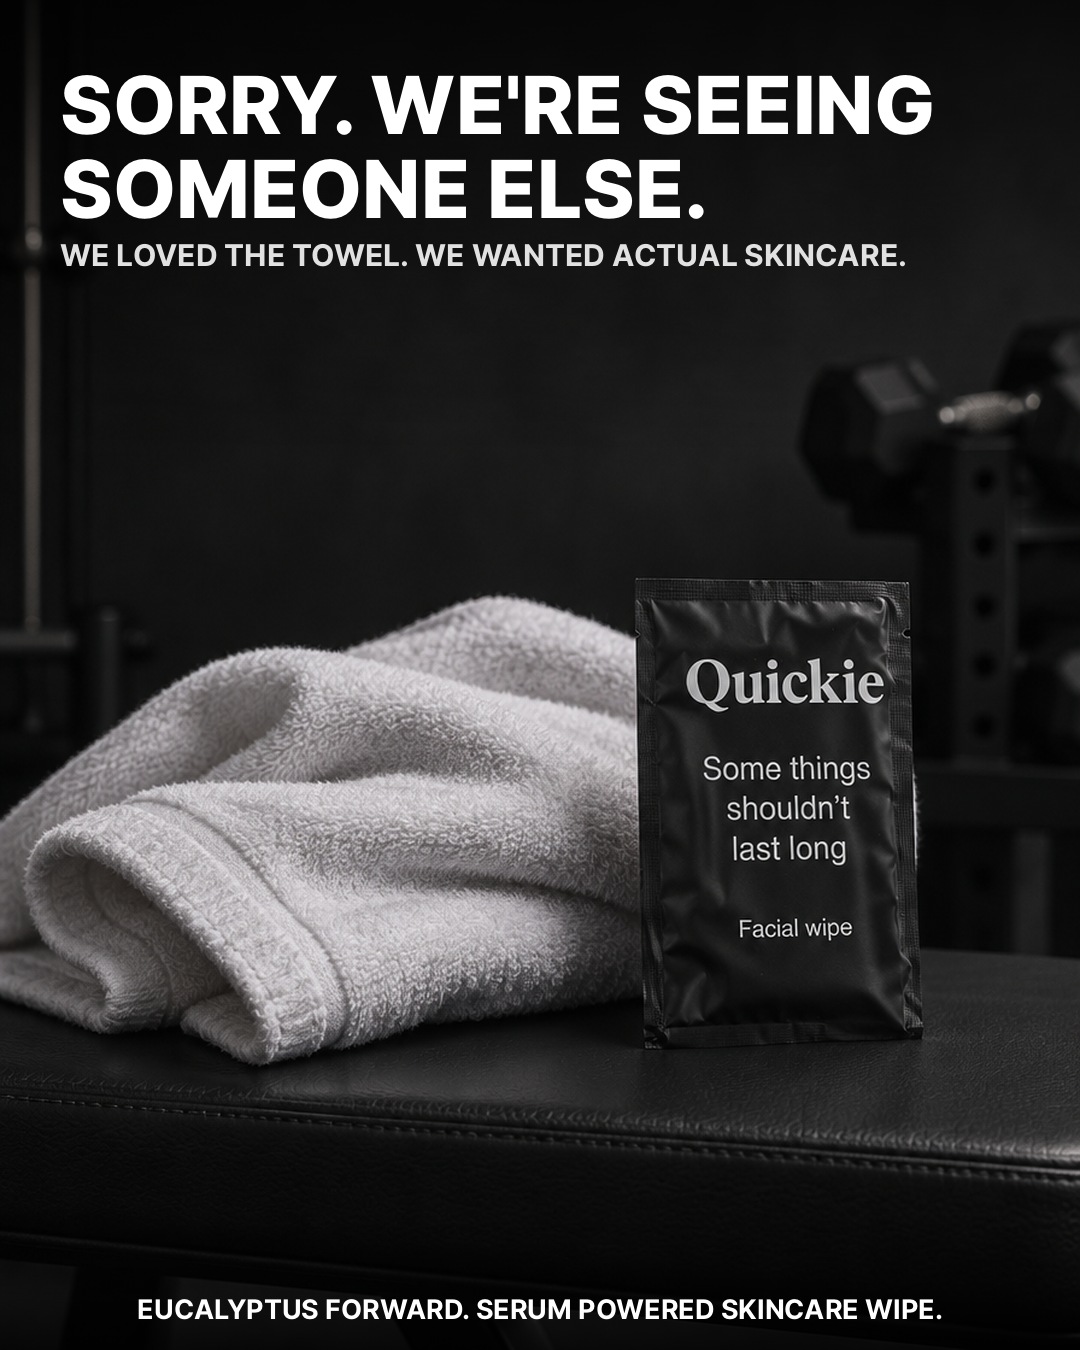 SORRY. WE'RE SEEING
SOMEONE ELSE.
WE LOVED THE TOWEL. WE WANTED ACTUAL SKINCARE.
Quickie
Some things
shouldn’t
last long
Facial wipe
EUCALYPTUS FORWARD. SERUM POWERED SKINCARE WIPE.